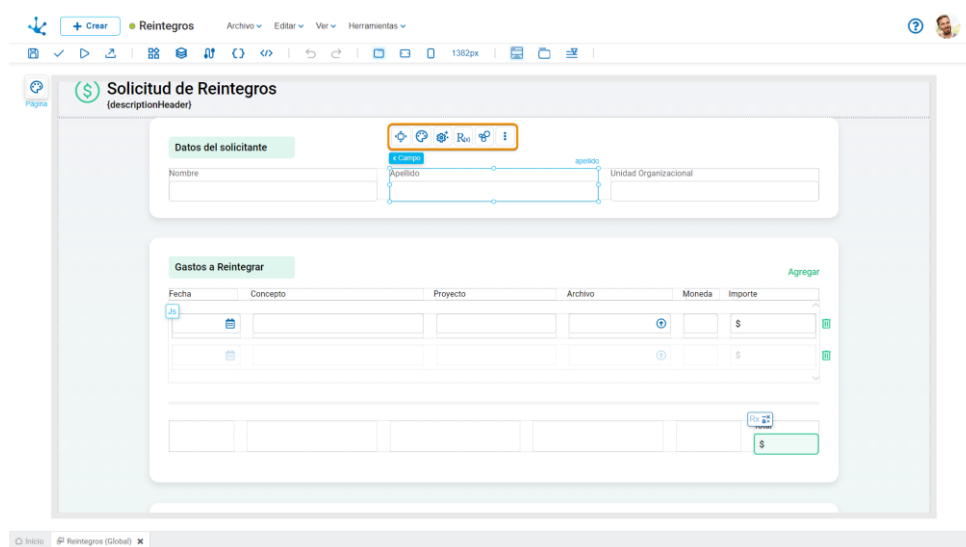 + Crear
Reintegros
Archivo
Editar
Ver
Herramientas
?
1382px
Página
Solicitud de Reintegros
{descriptionHeader}
Datos del solicitante
R(x)
Campo
apellido
Nombre
Apellido
Unidad Organizacional
Gastos a Reintegrar
Agregar
Fecha
Concepto
Proyecto
Archivo
Moneda
Importe
Js
$
$
Rx
Total
$
Inicio
Reintegros (Global)